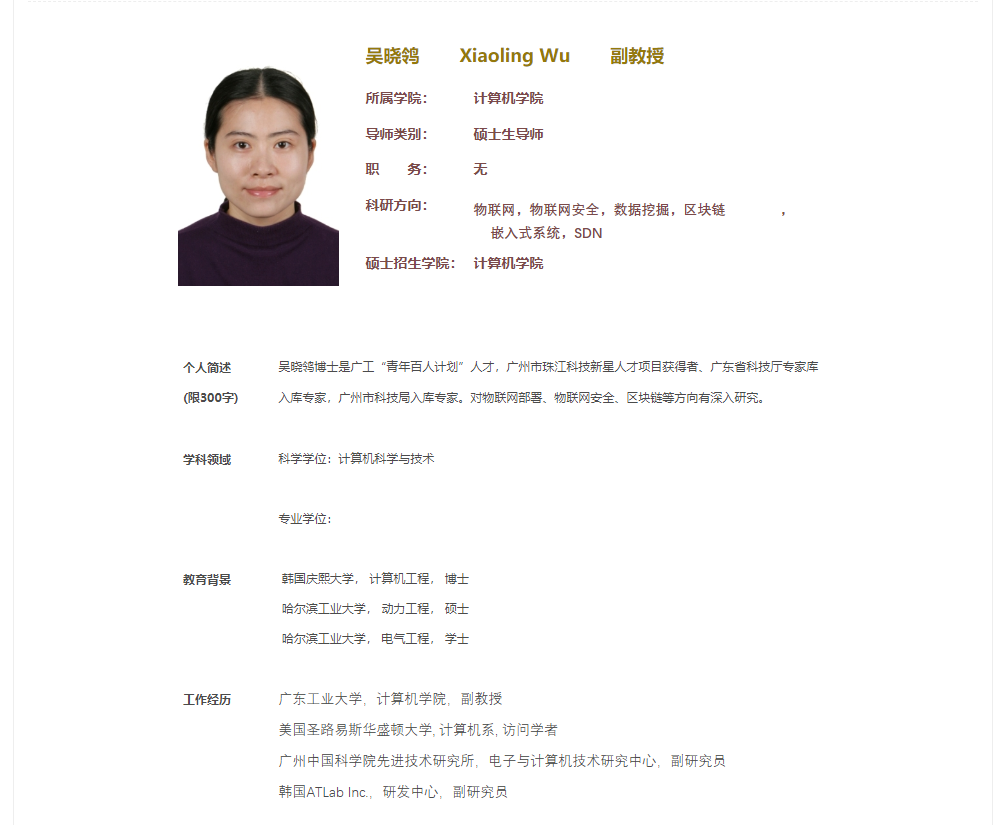 吴晓鸰 Xiaoling Wu 副教授
所属学院： 计算机学院
导师类别： 硕士生导师
职 务： 无
科研方向： 物联网，物联网安全，数据挖掘，区块链 ，
嵌入式系统，SDN
硕士招生学院： 计算机学院
个人简述 吴晓鸰博士是广工“青年百人计划”人才，广州市珠江科技新星人才项目获得者、广东省科技厅专家库
(限300字) 入库专家，广州市科技局入库专家。对物联网部署、物联网安全、区块链等方向有深入研究。
学科领域 科学学位：计算机科学与技术
专业学位：
教育背景 韩国庆熙大学， 计算机工程， 博士
哈尔滨工业大学， 动力工程， 硕士
哈尔滨工业大学， 电气工程， 学士
工作经历 广东工业大学，计算机学院，副教授
美国圣路易斯华盛顿大学, 计算机系, 访问学者
广州中国科学院先进技术研究所，电子与计算机技术研究中心，副研究员
韩国ATLab Inc.，研发中心，副研究员